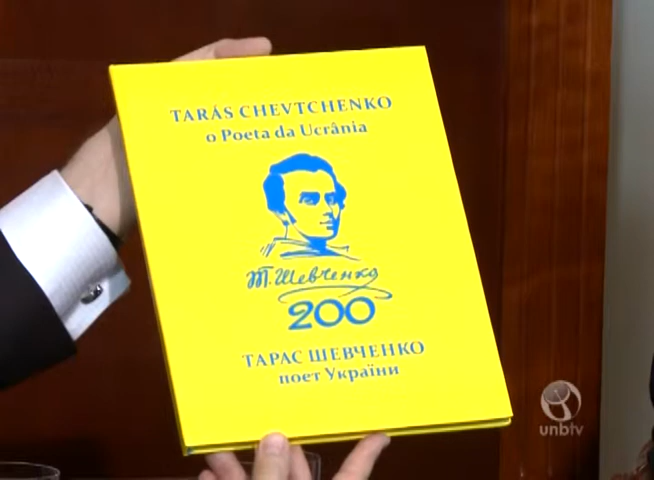 TARÁS CHEVTCHENKO
o Poeta da Ucrânia
Т. Шевченко
200
ТАРАС ШЕВЧЕНКО
поет України
unbtv